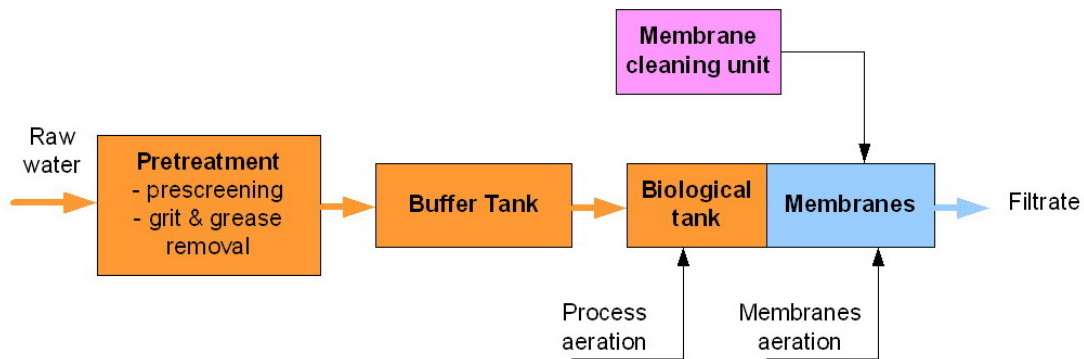 Membrane
cleaning unit
Raw
water
Pretreatment
- prescreening
- grit & grease
removal
Buffer Tank
Biological
tank
Membranes
Filtrate
Process
aeration
Membranes
aeration